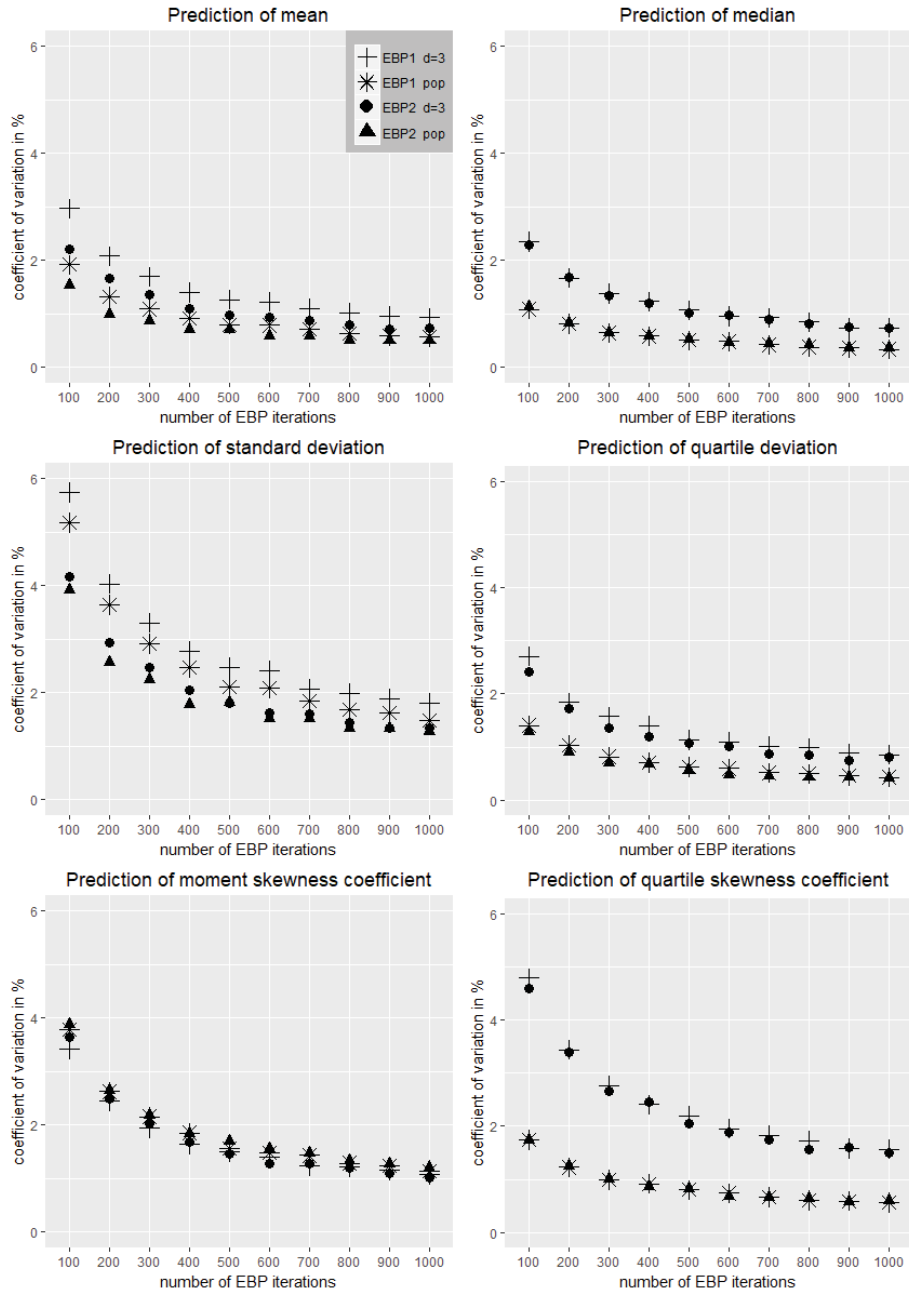 Prediction of mean
6
4
2
0
coefficient of variation in %
EBP1 d=3
EBP1 pop
EBP2 d=3
EBP2 pop
100 200 300 400 500 600 700 800 900 1000
number of EBP iterations
Prediction of median
6
4
2
0
coefficient of variation in %
100 200 300 400 500 600 700 800 900 1000
number of EBP iterations
Prediction of standard deviation
6
4
2
0
coefficient of variation in %
100 200 300 400 500 600 700 800 900 1000
number of EBP iterations
Prediction of quartile deviation
6
4
2
0
coefficient of variation in %
100 200 300 400 500 600 700 800 900 1000
number of EBP iterations
Prediction of moment skewness coefficient
6
4
2
0
coefficient of variation in %
100 200 300 400 500 600 700 800 900 1000
number of EBP iterations
Prediction of quartile skewness coefficient
6
4
2
0
coefficient of variation in %
100 200 300 400 500 600 700 800 900 1000
number of EBP iterations